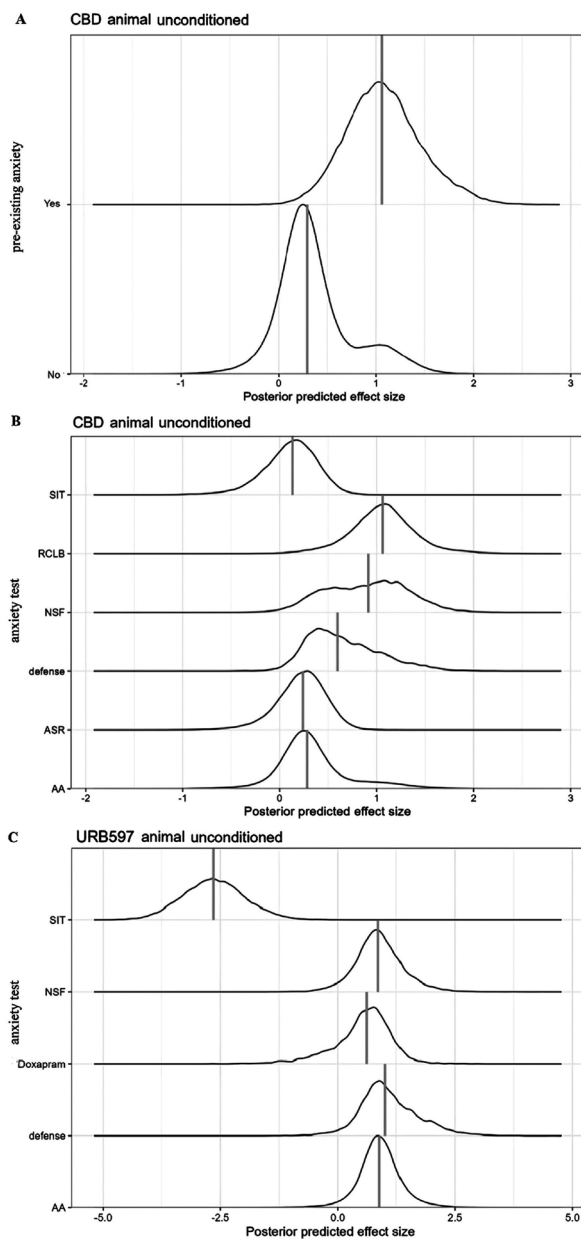 A
CBD animal unconditioned
pre-existing anxiety
Yes
No
-2 -1 0 1 2 3
Posterior predicted effect size
B
CBD animal unconditioned
anxiety test
SIT
RCLB
NSF
defense
ASR
AA
-2 -1 0 1 2 3
Posterior predicted effect size
C
URB597 animal unconditioned
anxiety test
SIT
NSF
Doxapram
defense
AA
-5.0 -2.5 0.0 2.5 5.0
Posterior predicted effect size